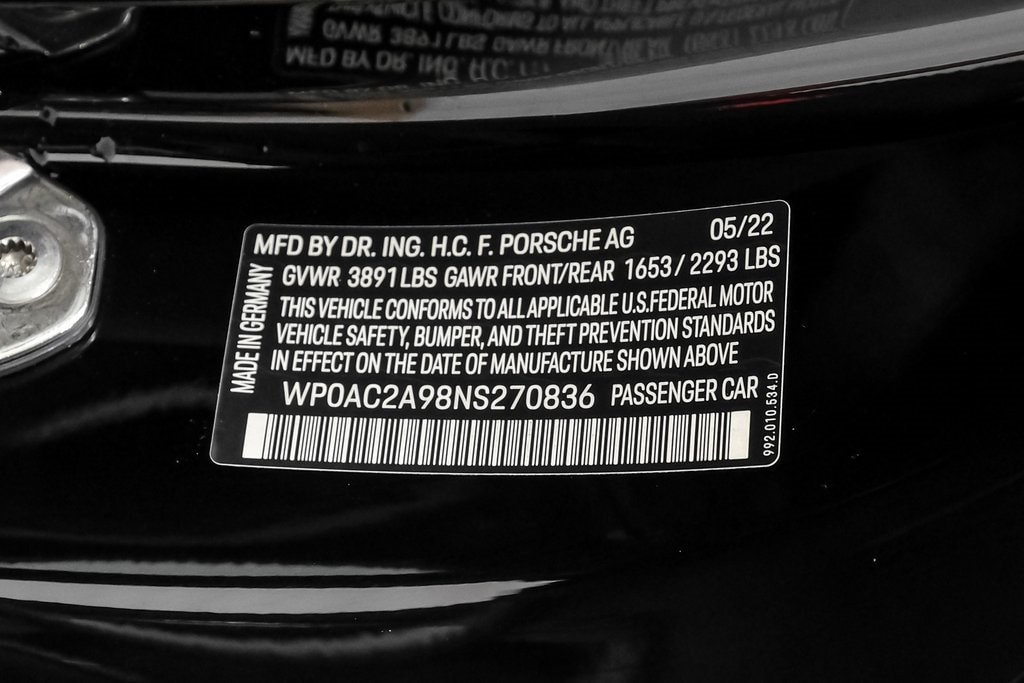 MFD BY DR. ING. H.C. F. PORSCHE AG 05/22
GVWR 3891 LBS GAWR FRONT/REAR 1653 / 2293 LBS
THIS VEHICLE CONFORMS TO ALL APPLICABLE U.S.FEDERAL MOTOR
VEHICLE SAFETY, BUMPER, AND THEFT PREVENTION STANDARDS
IN EFFECT ON THE DATE OF MANUFACTURE SHOWN ABOVE
WP0AC2A98NS270836 PASSENGER CAR
MADE IN GERMANY
992.010.534.D